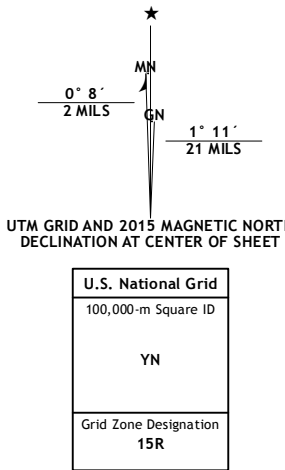 ★
MN
GN
0° 8´
2 MILS
1° 11´
21 MILS
UTM GRID AND 2015 MAGNETIC NORT
DECLINATION AT CENTER OF SHEET
U.S. National Grid
100,000-m Square ID
YN
Grid Zone Designation
15R